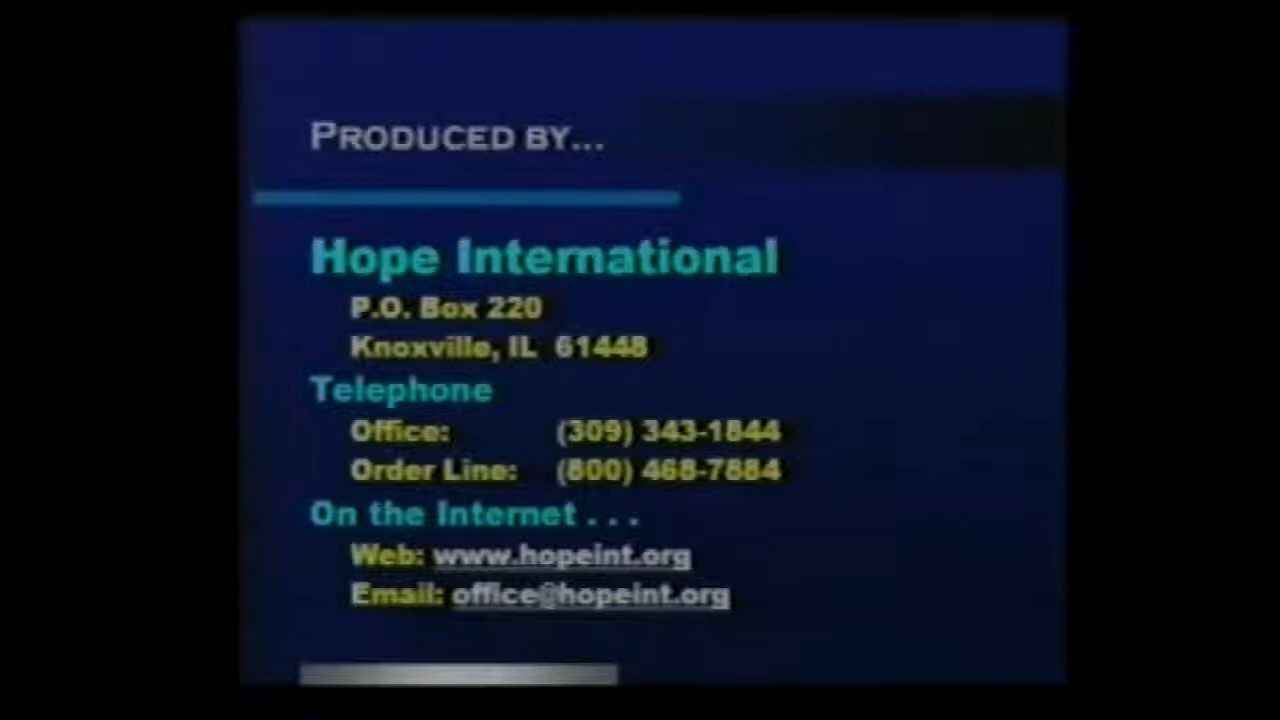 PRODUCED BY...
Hope International
P.O. Box 220
Knoxville, IL 61448
Telephone
Office: (309) 343-1844
Order Line: (800) 468-7884
On the Internet . . .
Web: www.hopeint.org
Email: office@hopeint.org